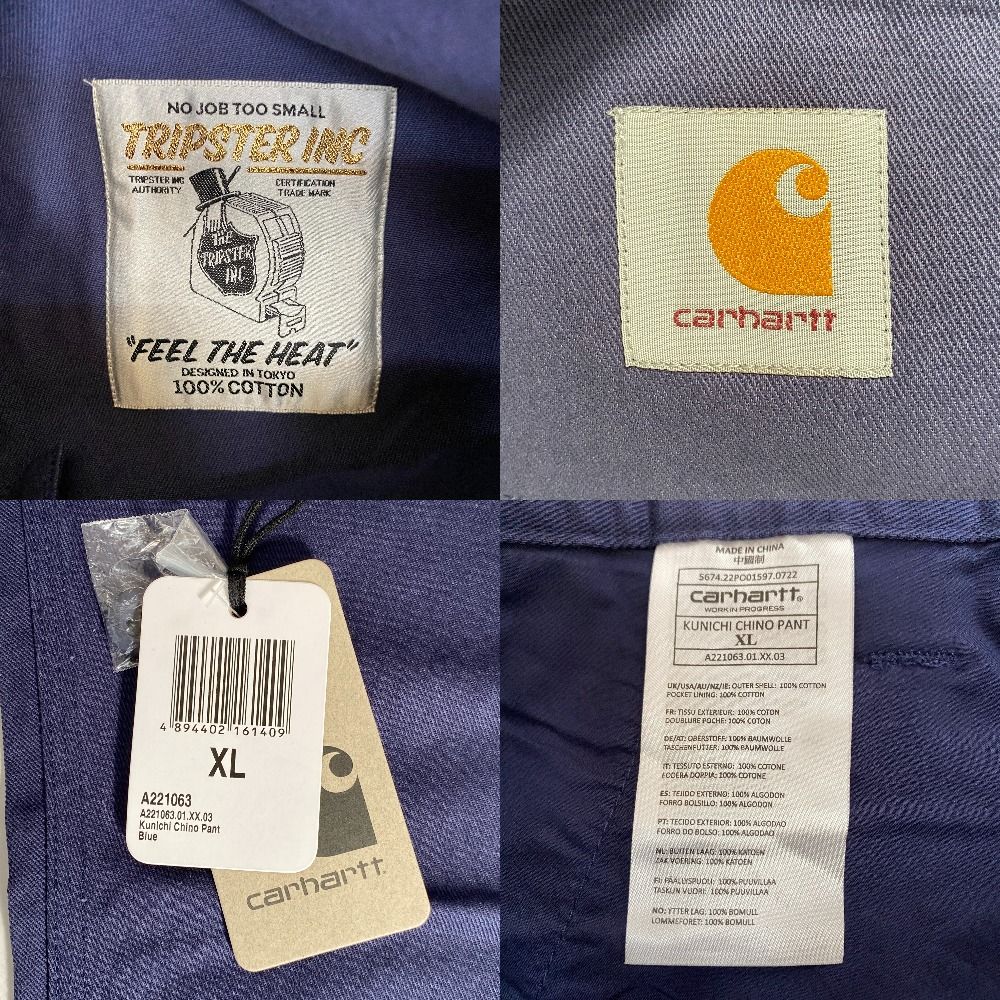 NO JOB TOO SMALL
TRIPSTER INC
TRIPSTER INC
AUTHORITY
CERTIFICATION
TRADE MARK
THE
TRIPSTER
INC
"FEEL THE HEAT"
DESIGNED IN TOKYO
100% COTTON
carhartt
4 894402 161409
XL
A221063
A221063.01.XX.03
Kunichi Chino Pant
Blue
carhartt
MADE IN CHINA
中國制
5674.22PO01597.0722
carhartt®
WORK IN PROGRESS
KUNICHI CHINO PANT
XL
A221063.01.XX.03
UK/USA/AU/NZ/IE: OUTER SHELL: 100% COTTON
POCKET LINING: 100% COTTON
FR: TISSU EXTERIEUR: 100% COTON
DOUBLURE POCHE: 100% COTON
DE/AT: OBERSTOFF: 100% BAUMWOLLE
TASCHENFUTTER: 100% BAUMWOLLE
IT: TESSUTO ESTERNO: 100% COTONE
FODERA DOPPIA: 100% COTONE
ES: TEJIDO EXTERNO: 100% ALGODON
FORRO BOLSILLO: 100% ALGODON
PT: TECIDO EXTERIOR: 100% ALGODAO
FORRO DO BOLSO: 100% ALGODAO
NL: BUITEN LAAG: 100% KATOEN
ZAK VOERING: 100% KATOEN
FI: PÄÄLLYSPUOLI: 100% PUUVILLAA
TASKUN VUORI: 100% PUUVILLAA
NO: YTTER LAG: 100% BOMULL
LOMMEFORET: 100% BOMULL